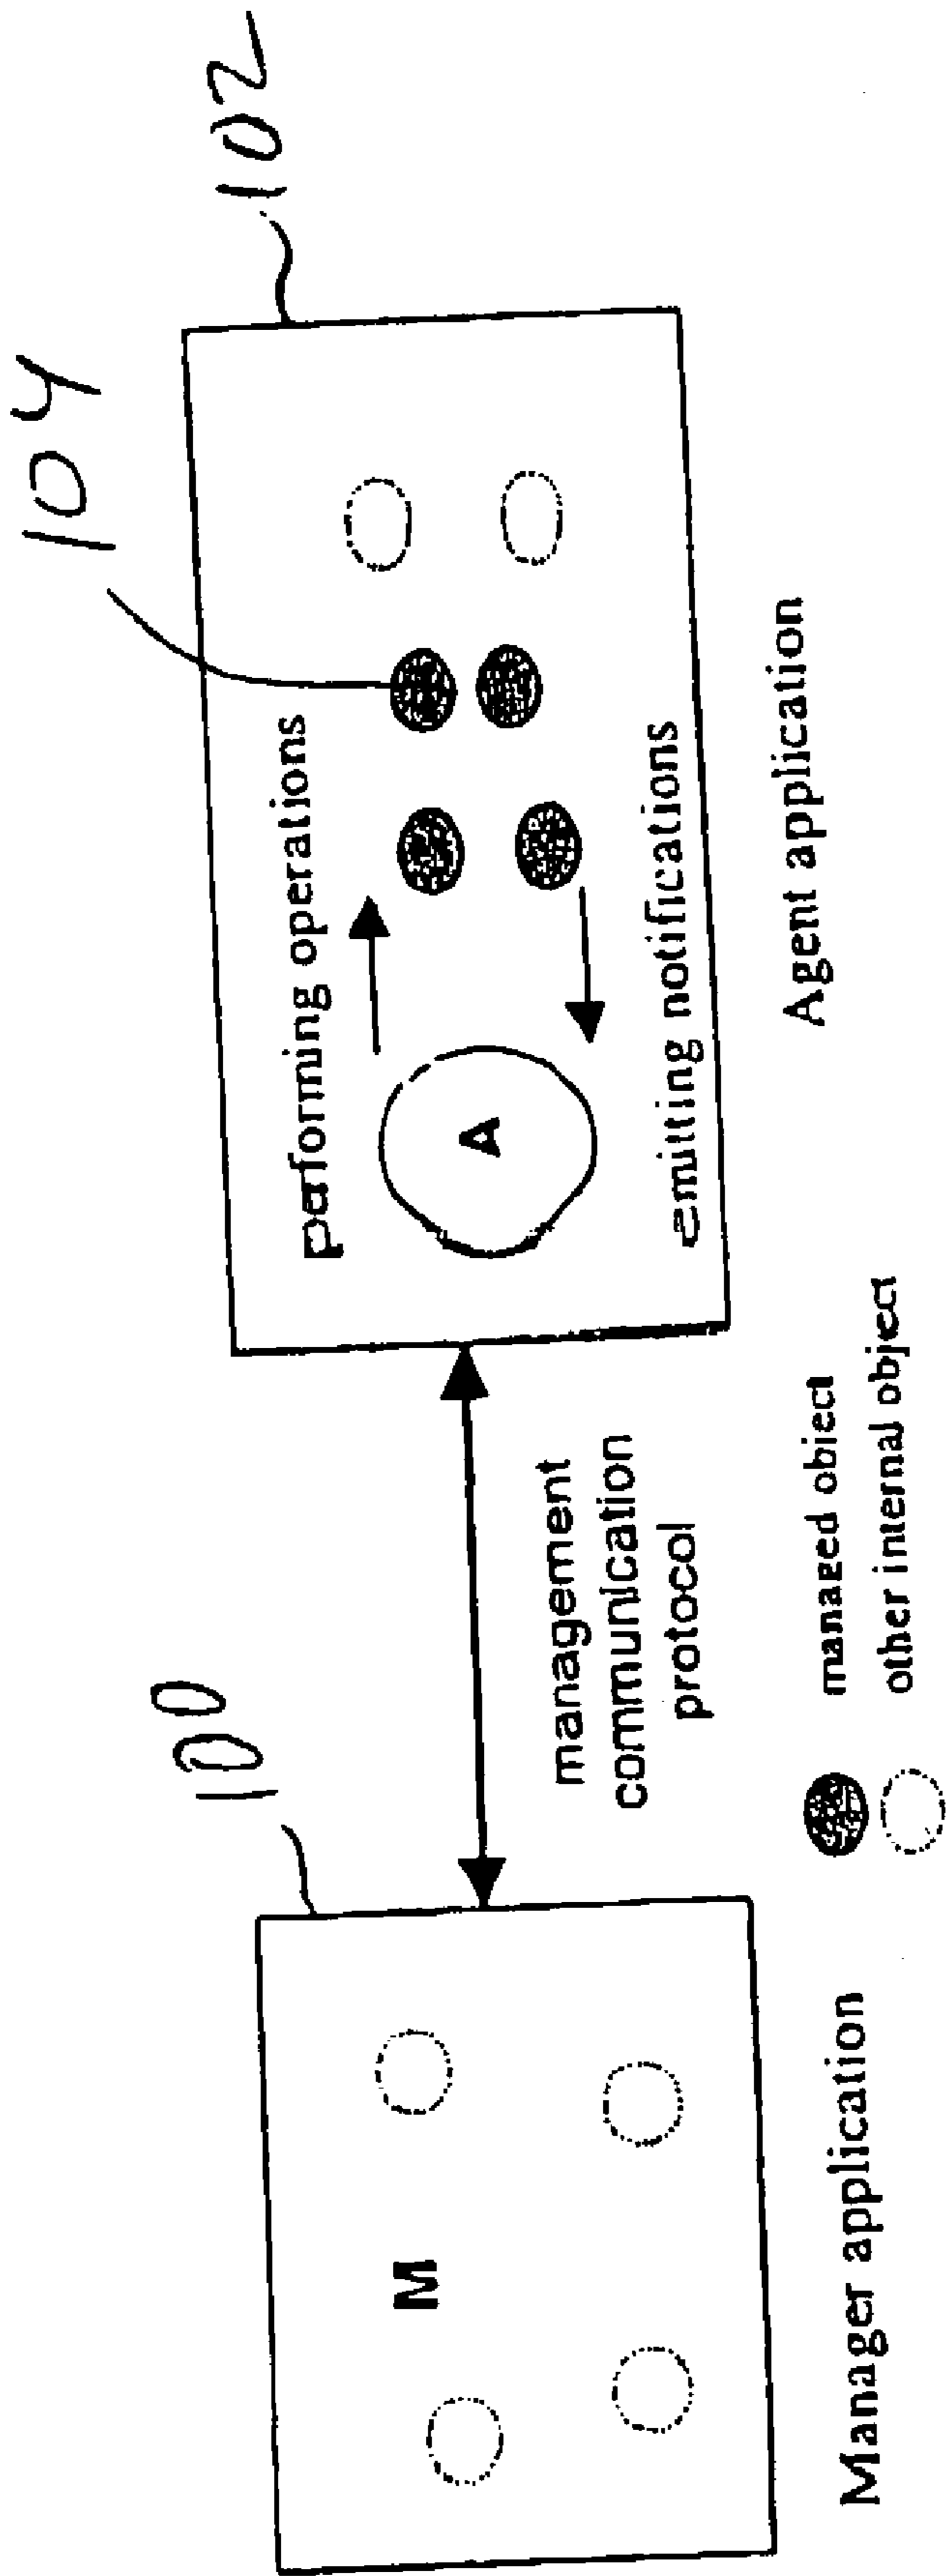 104
102
100
performing operations
A
emitting notifications
M
management
communication
protocol
Manager application
Agent application
managed object
other internal object